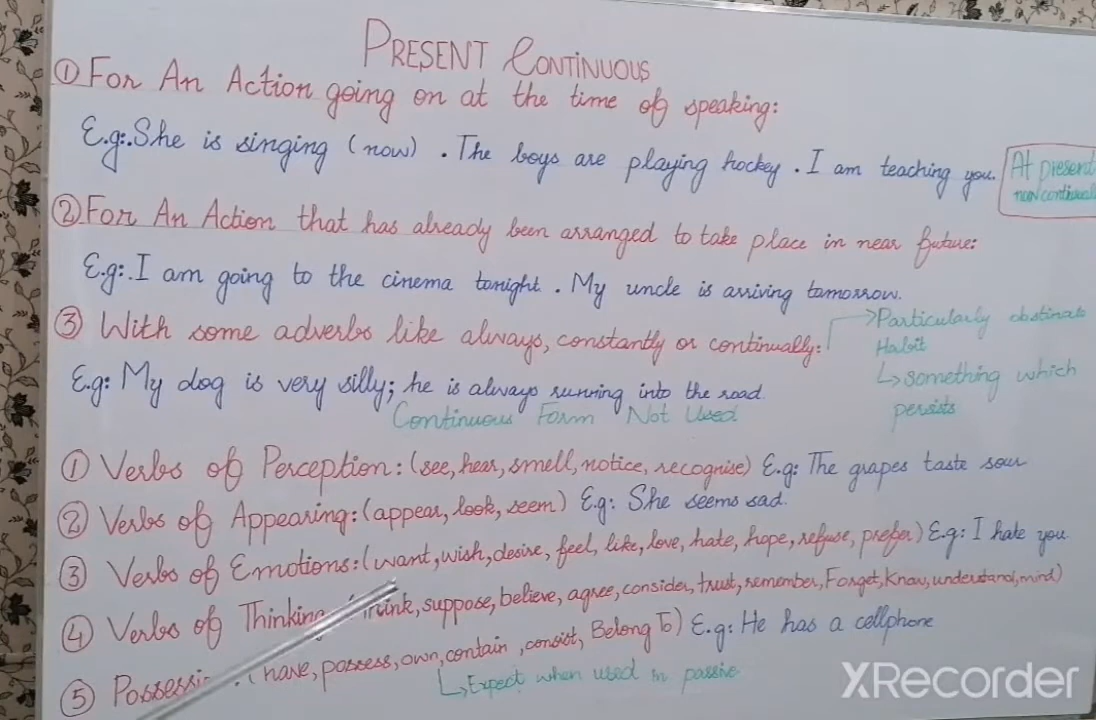 PRESENT CONTINUOUS
① For An Action going on at the time of speaking:
E.g:. She is singing (now) . The boys are playing hockey . I am teaching you.
At present
② For An Action that has already been arranged to take place in near future:
E.g:. I am going to the cinema tonight . My uncle is arriving tomorrow.
③ With some adverbs like always, constantly or continually:
→ Particularly obstinate
Habit
↳ something which
persists
E.g: My dog is very silly; he is always running into the road.
Continuous Form Not Used
① Verbs of Perception: (see, hear, smell, notice, recognise) E.g: The grapes taste sour
② Verbs of Appearing: (appear, look, seem) E.g: She seems sad.
③ Verbs of Emotions: (want, wish, desire, feel, like, love, hate, hope, refuse, prefer) E.g: I hate you
④ Verbs of Thinking suppose, believe, agree, consider, trust, remember, Forget, Know, understand, mind)
⑤ (have, possess, own, contain, consist, Belong To) E.g: He has a cellphone
↳ Expect when used in passive
XRecorder